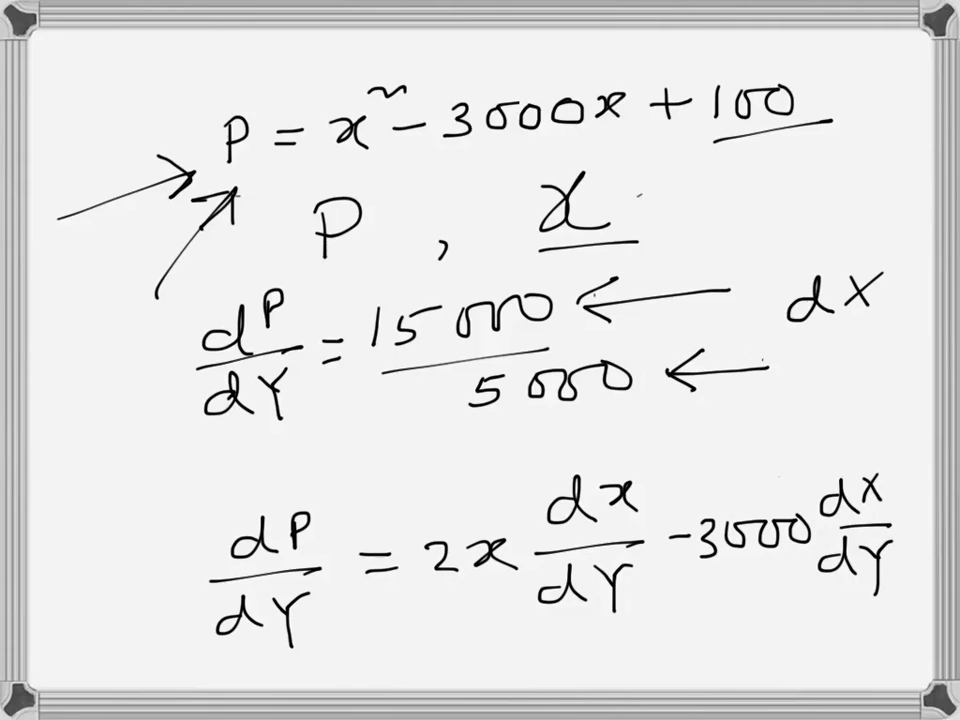 P = x² - 3000x + 100
P , x
dP/dY = 15000/5000 dX
dP/dY = 2x dx/dY - 3000 dX/dY